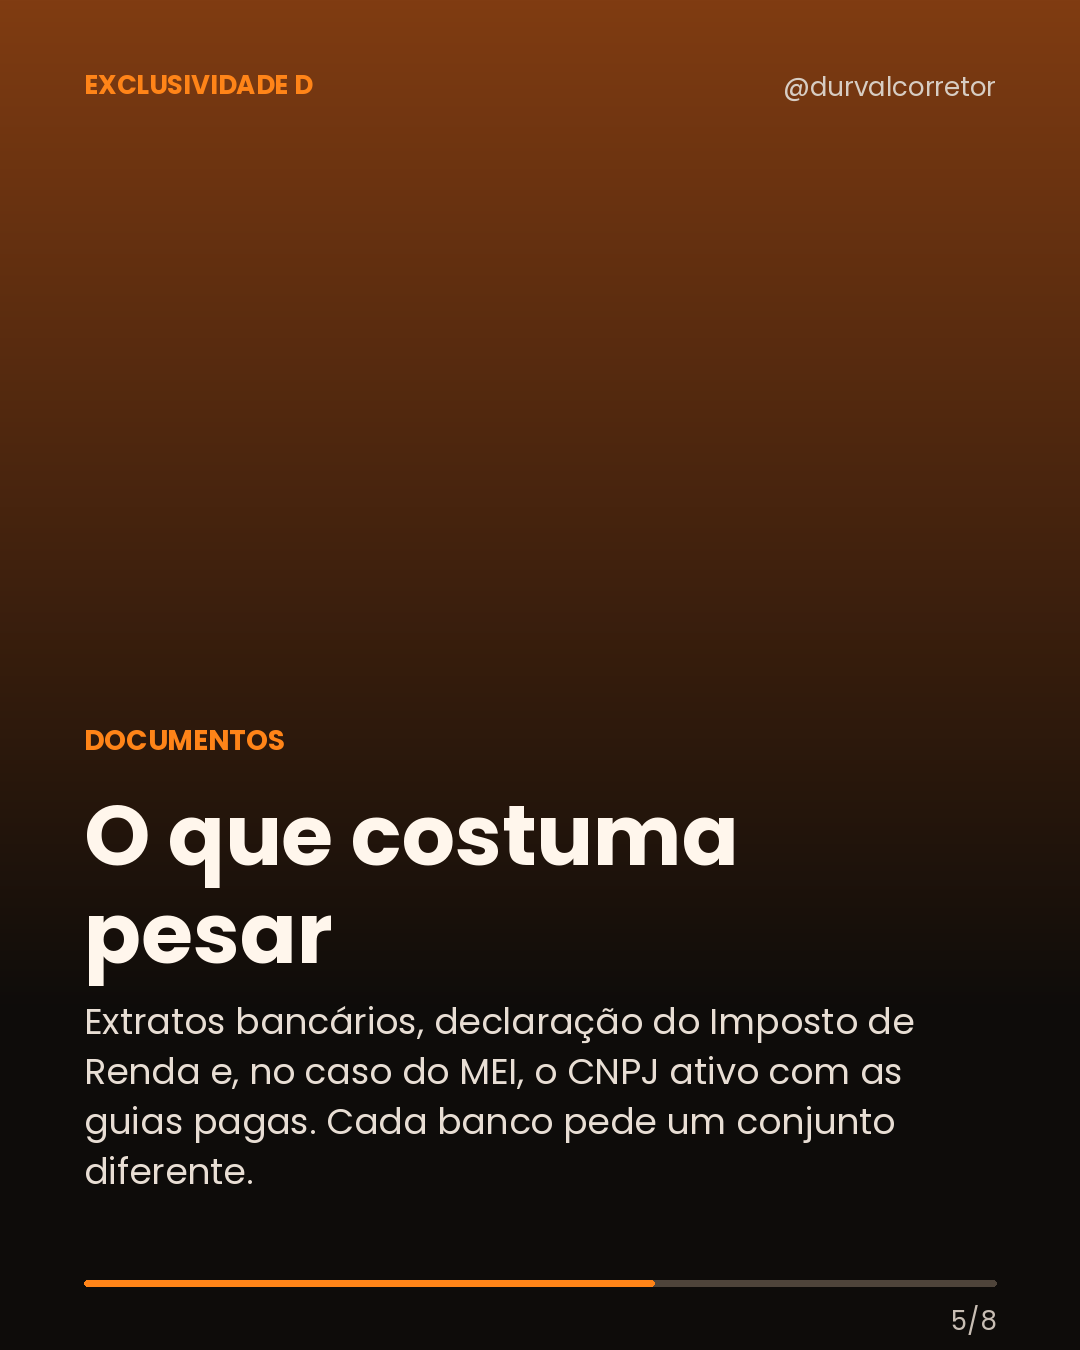 EXCLUSIVIDADE D
@durvalcorretor
DOCUMENTOS
O que costuma
pesar
Extratos bancários, declaração do Imposto de
Renda e, no caso do MEI, o CNPJ ativo com as
guias pagas. Cada banco pede um conjunto
diferente.
5/8